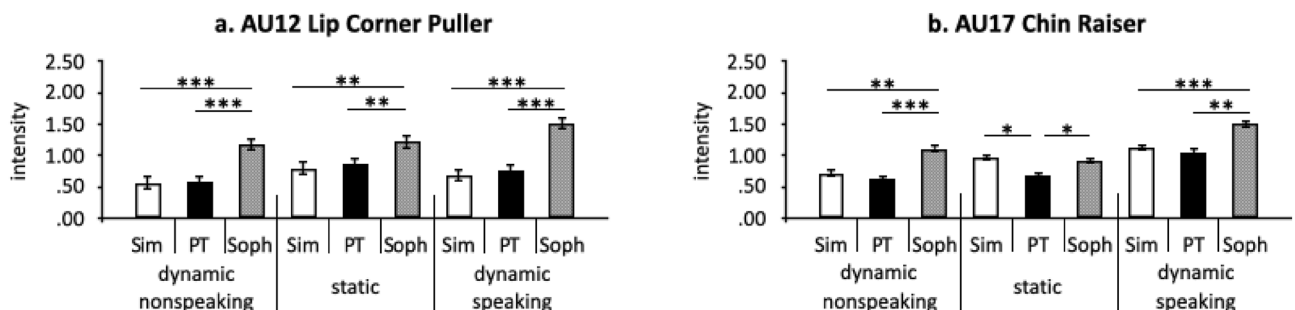 a. AU12 Lip Corner Puller
intensity
2.50
2.00
1.50
1.00
.50
.00
***
***
**
**
***
***
Sim PT Soph Sim PT Soph Sim PT Soph
dynamic nonspeaking
static
dynamic speaking
b. AU17 Chin Raiser
intensity
2.50
2.00
1.50
1.00
.50
.00
**
***
*
*
***
**
Sim PT Soph Sim PT Soph Sim PT Soph
dynamic nonspeaking
static
dynamic speaking